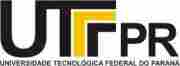 UTFPR
UNIVERSIDADE TECNOLÓGICA FEDERAL DO PARANÁ